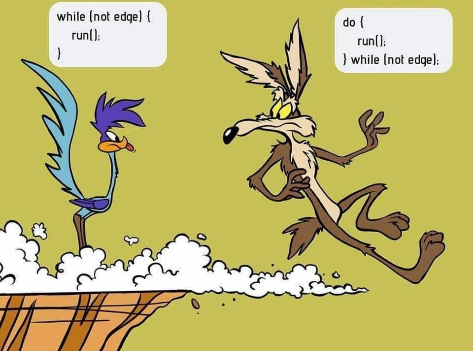 while (not edge) {
run();
}
do {
run();
} while (not edge);